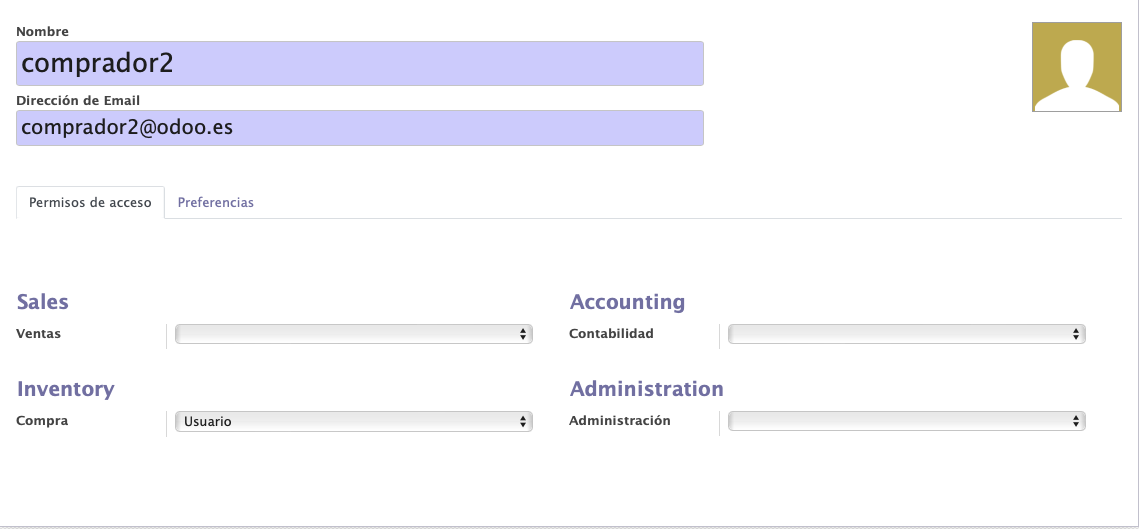 Nombre
comprador2
Dirección de Email
comprador2@odoo.es
Permisos de acceso Preferencias
Sales
Ventas
Accounting
Contabilidad
Inventory
Compra Usuario
Administration
Administración